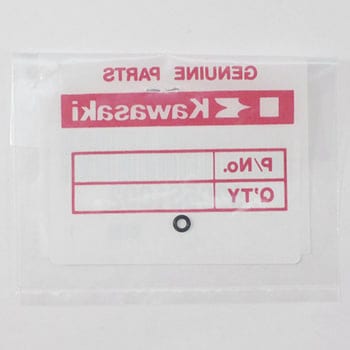 GENUINE PARTS
Kawasaki
P/No.
Q'TY